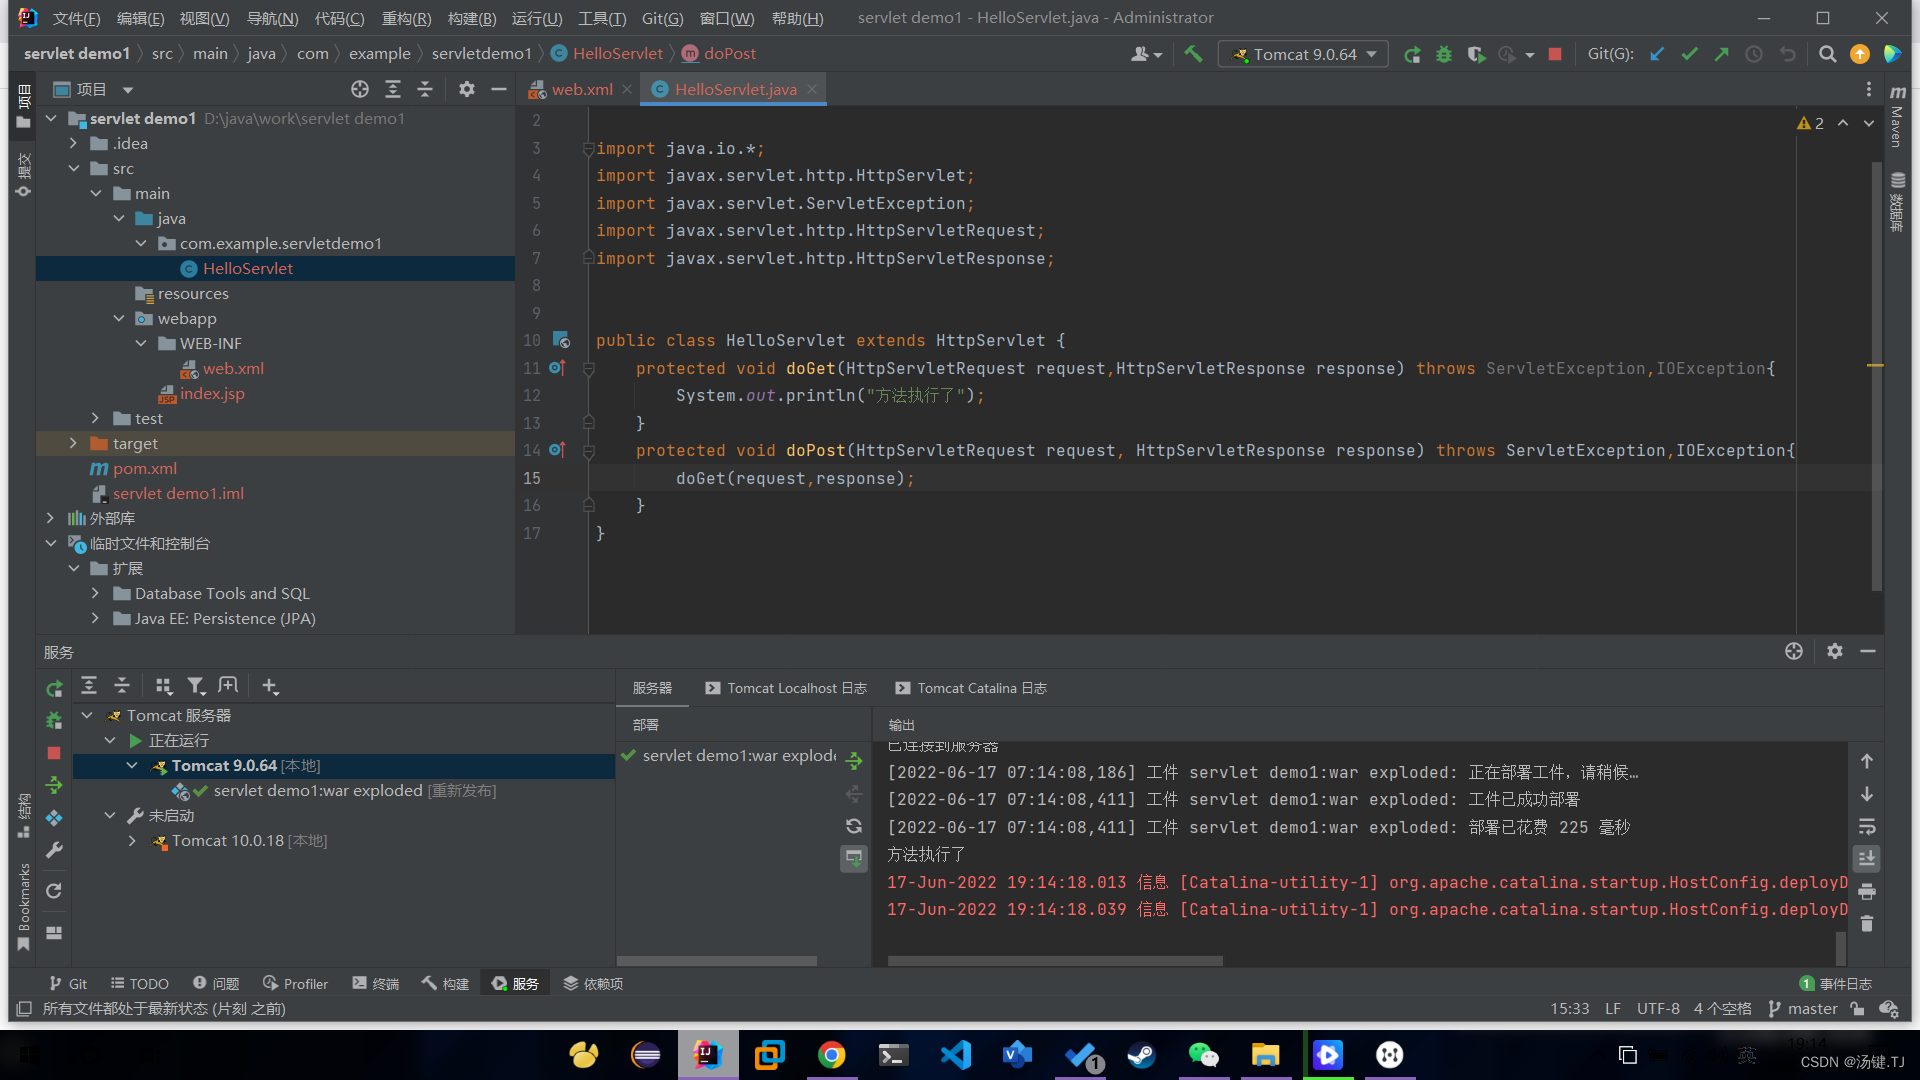 文件(F) 编辑(E) 视图(V) 导航(N) 代码(C) 重构(R) 构建(B) 运行(U) 工具(T) Git(G) 窗口(W) 帮助(H) servlet demo1 - HelloServlet.java - Administrator
servlet demo1 src main java com example servletdemo1 HelloServlet doPost Tomcat 9.0.64 Git(G):
项目 web.xml HelloServlet.java
项目
提交
结构
Bookmarks
servlet demo1 D:\java\work\servlet demo1
.idea
src
main
java
com.example.servletdemo1
HelloServlet
resources
webapp
WEB-INF
web.xml
index.jsp
test
target
pom.xml
servlet demo1.iml
外部库
临时文件和控制台
扩展
Database Tools and SQL
Java EE: Persistence (JPA)
2
3 import java.io.*;
4 import javax.servlet.http.HttpServlet;
5 import javax.servlet.ServletException;
6 import javax.servlet.http.HttpServletRequest;
7 import javax.servlet.http.HttpServletResponse;
8
9
10 public class HelloServlet extends HttpServlet {
11 protected void doGet(HttpServletRequest request,HttpServletResponse response) throws ServletException,IOException{
12 System.out.println("方法执行了");
13 }
14 protected void doPost(HttpServletRequest request, HttpServletResponse response) throws ServletException,IOException{
15 doGet(request,response);
16 }
17 }
2
Maven
数据库
服务
Tomcat 服务器
正在运行
Tomcat 9.0.64 [本地]
servlet demo1:war exploded [重新发布]
未启动
Tomcat 10.0.18 [本地]
服务器 Tomcat Localhost 日志 Tomcat Catalina 日志
部署 输出
servlet demo1:war explode
已连接到服务器
[2022-06-17 07:14:08,186] 工件 servlet demo1:war exploded: 正在部署工件，请稍候…
[2022-06-17 07:14:08,411] 工件 servlet demo1:war exploded: 工件已成功部署
[2022-06-17 07:14:08,411] 工件 servlet demo1:war exploded: 部署已花费 225 毫秒
方法执行了
17-Jun-2022 19:14:18.013 信息 [Catalina-utility-1] org.apache.catalina.startup.HostConfig.deployD
17-Jun-2022 19:14:18.039 信息 [Catalina-utility-1] org.apache.catalina.startup.HostConfig.deployD
Git TODO 问题 Profiler 终端 构建 服务 依赖项 1 事件日志
所有文件都处于最新状态 (片刻 之前) 15:33 LF UTF-8 4 个空格 master
1
英
19:14
CSDN @汤键.TJ